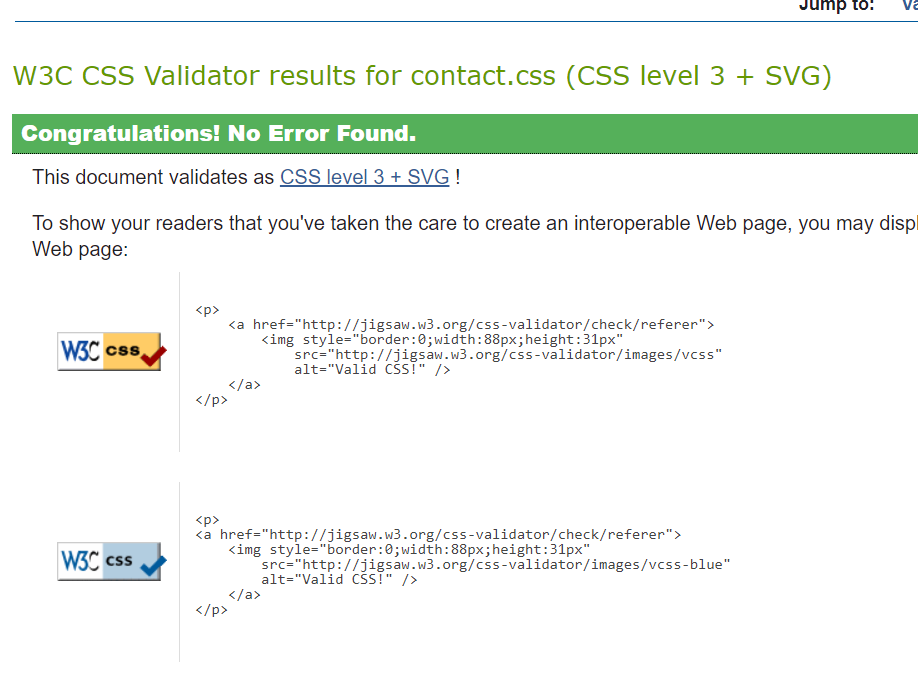 Jump to:
W3C CSS Validator results for contact.css (CSS level 3 + SVG)
Congratulations! No Error Found.
This document validates as CSS level 3 + SVG !
To show your readers that you've taken the care to create an interoperable Web page, you may
Web page:
W3C css
<p>
<a href="http://jigsaw.w3.org/css-validator/check/referer">
<img style="border:0;width:88px;height:31px"
src="http://jigsaw.w3.org/css-validator/images/vcss"
alt="Valid CSS!" />
</a>
</p>
W3C css
<p>
<a href="http://jigsaw.w3.org/css-validator/check/referer">
<img style="border:0;width:88px;height:31px"
src="http://jigsaw.w3.org/css-validator/images/vcss-blue"
alt="Valid CSS!" />
</a>
</p>